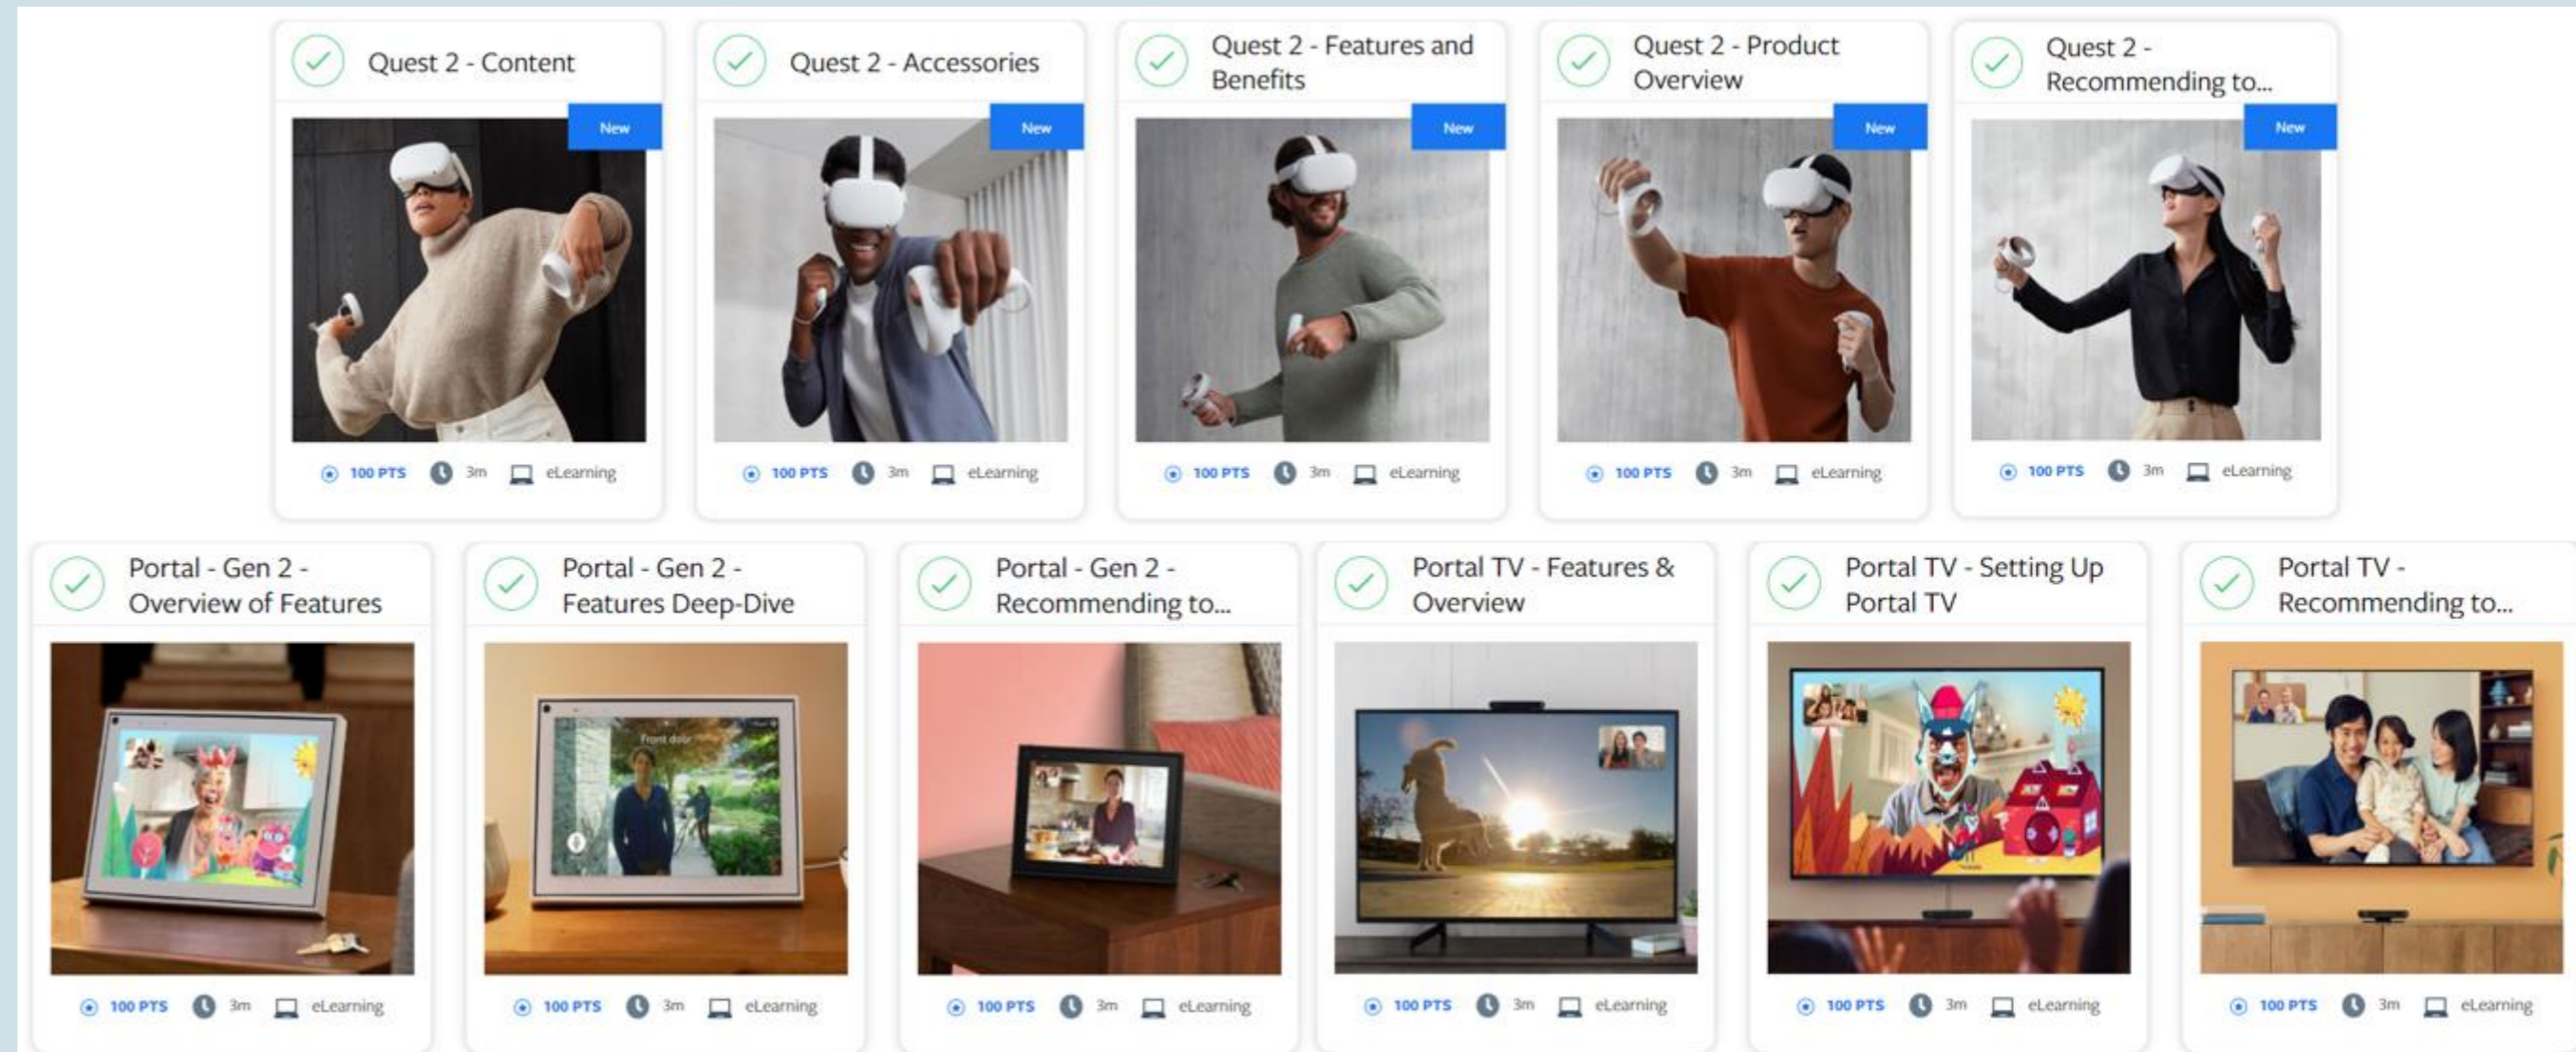 Quest 2 - Content
New
100 PTS 3m eLearning
Quest 2 - Accessories
New
100 PTS 3m eLearning
Quest 2 - Features and
Benefits
New
100 PTS 3m eLearning
Quest 2 - Product
Overview
New
100 PTS 3m eLearning
Quest 2 -
Recommending to...
New
100 PTS 3m eLearning
Portal - Gen 2 -
Overview of Features
100 PTS 3m eLearning
Portal - Gen 2 -
Features Deep-Dive
Front door
100 PTS 3m eLearning
Portal - Gen 2 -
Recommending to...
100 PTS 3m eLearning
Portal TV - Features &
Overview
100 PTS 3m eLearning
Portal TV - Setting Up
Portal TV
100 PTS 3m eLearning
Portal TV -
Recommending to...
100 PTS 3m eLearning